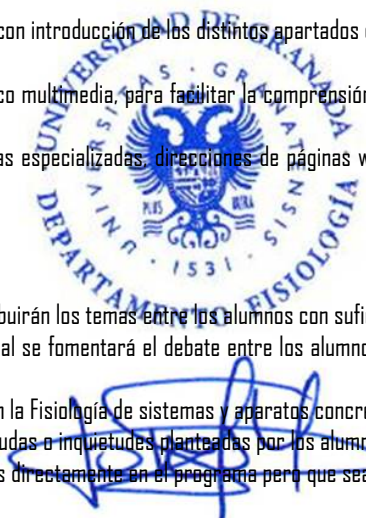 con introducción de los distintos apartados
co multimedia, para facilitar la comprensión
as especializadas, direcciones de páginas w
UNIVERSIDAD DE GRANADA
UNIVERSITAS GRANATENSIS
PLUS
1531
DEPARTAMENTO FISIOLOGÍA
buirán los temas entre los alumnos con sufi
al se fomentará el debate entre los alumno
n la Fisiología de sistemas y aparatos concre
udas o inquietudes planteadas por los alumn
s directamente en el programa pero que sea